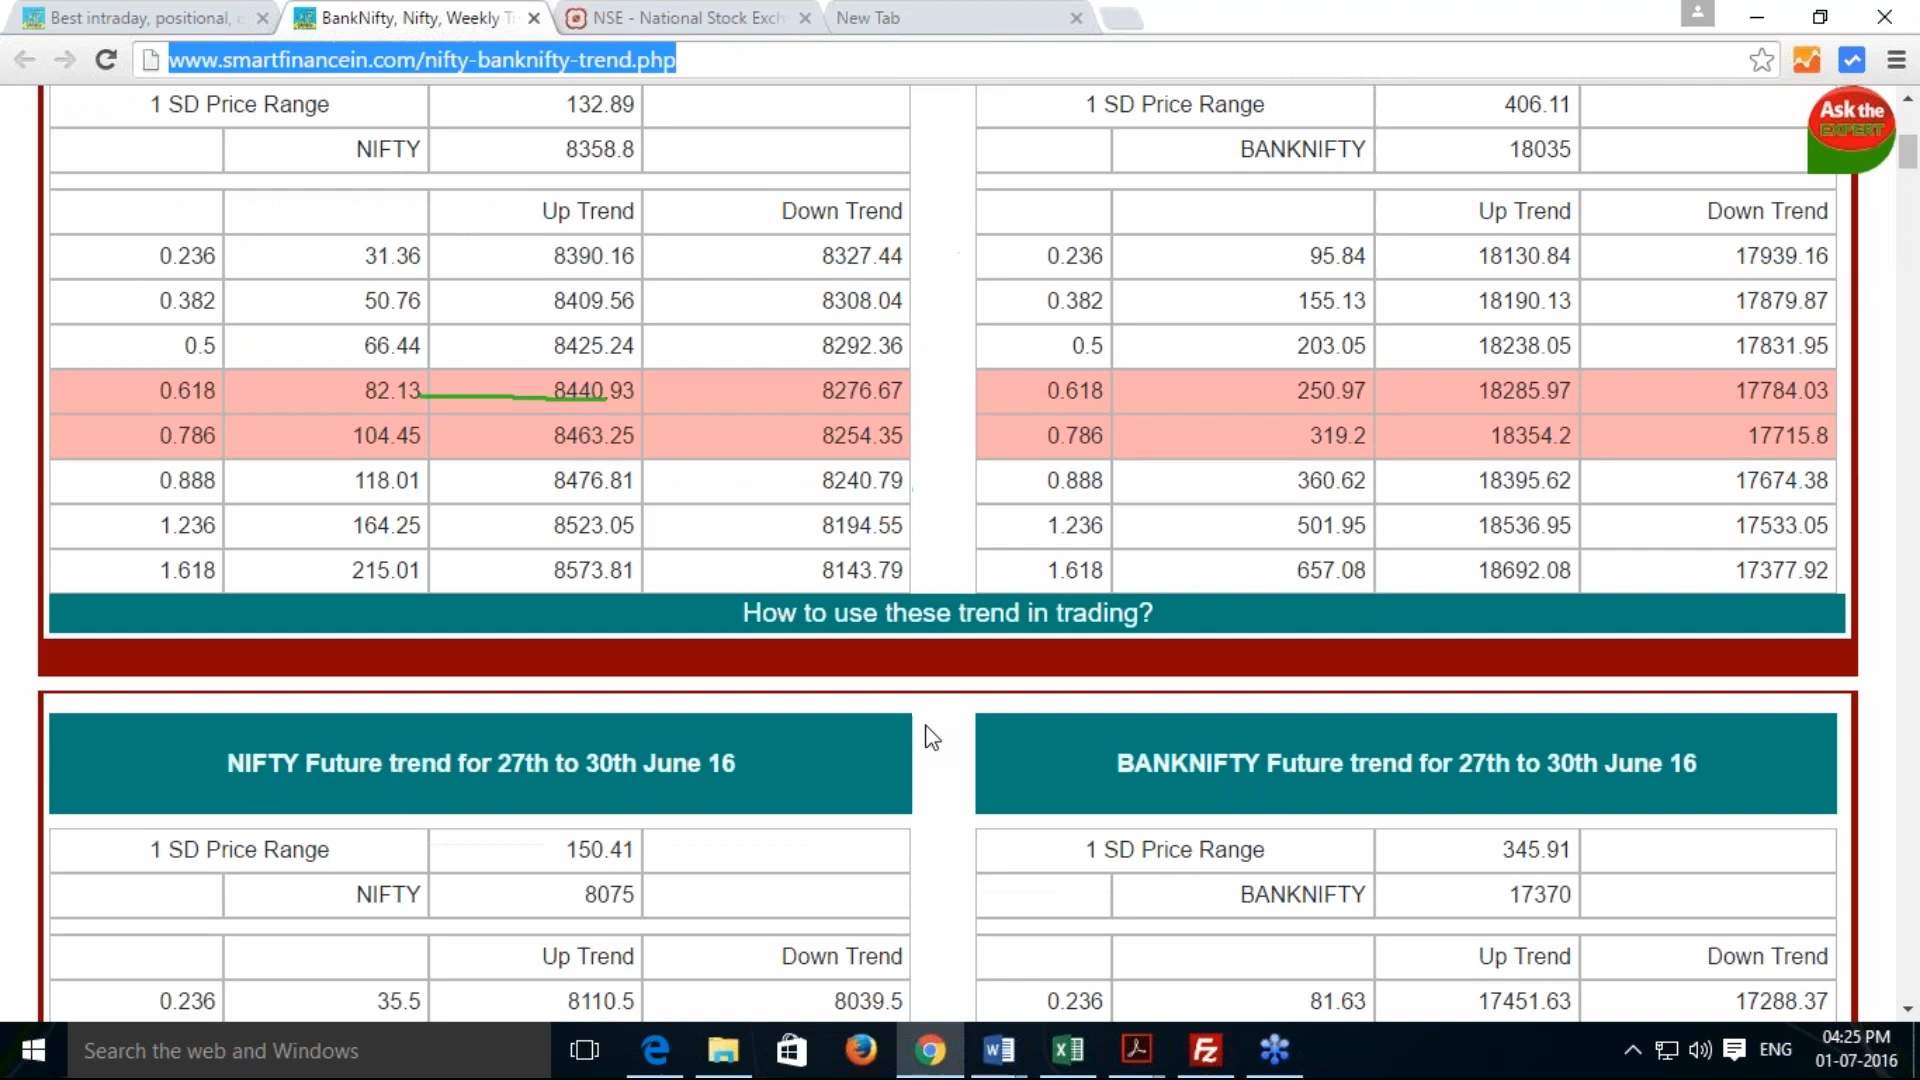 Best intraday, positional,
BankNifty, Nifty, Weekly T
NSE - National Stock Exch
New Tab
www.smartfinancein.com/nifty-banknifty-trend.php
Ask the
EXPERT
1 SD Price Range 132.89
NIFTY 8358.8
Up Trend Down Trend
0.236 31.36 8390.16 8327.44
0.382 50.76 8409.56 8308.04
0.5 66.44 8425.24 8292.36
0.618 82.13 8440.93 8276.67
0.786 104.45 8463.25 8254.35
0.888 118.01 8476.81 8240.79
1.236 164.25 8523.05 8194.55
1.618 215.01 8573.81 8143.79
1 SD Price Range 406.11
BANKNIFTY 18035
Up Trend Down Trend
0.236 95.84 18130.84 17939.16
0.382 155.13 18190.13 17879.87
0.5 203.05 18238.05 17831.95
0.618 250.97 18285.97 17784.03
0.786 319.2 18354.2 17715.8
0.888 360.62 18395.62 17674.38
1.236 501.95 18536.95 17533.05
1.618 657.08 18692.08 17377.92
How to use these trend in trading?
NIFTY Future trend for 27th to 30th June 16
1 SD Price Range 150.41
NIFTY 8075
Up Trend Down Trend
0.236 35.5 8110.5 8039.5
BANKNIFTY Future trend for 27th to 30th June 16
1 SD Price Range 345.91
BANKNIFTY 17370
Up Trend Down Trend
0.236 81.63 17451.63 17288.37
Search the web and Windows
ENG
04:25 PM
01-07-2016